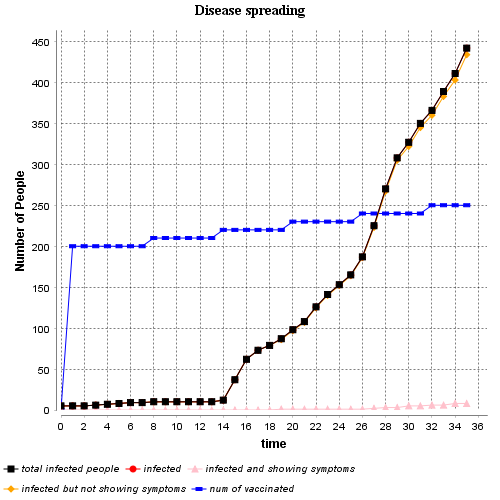 Disease spreading
Number of People
450
400
350
300
250
200
150
100
50
0
0 2 4 6 8 10 12 14 16 18 20 22 24 26 28 30 32 34 36
time
total infected people infected infected and showing symptoms
infected but not showing symptoms num of vaccinated